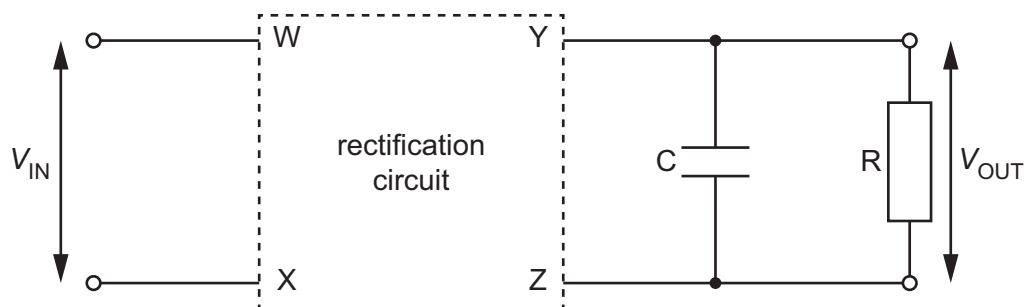 W
Y
V_IN
rectification
circuit
C
R
V_OUT
X
Z